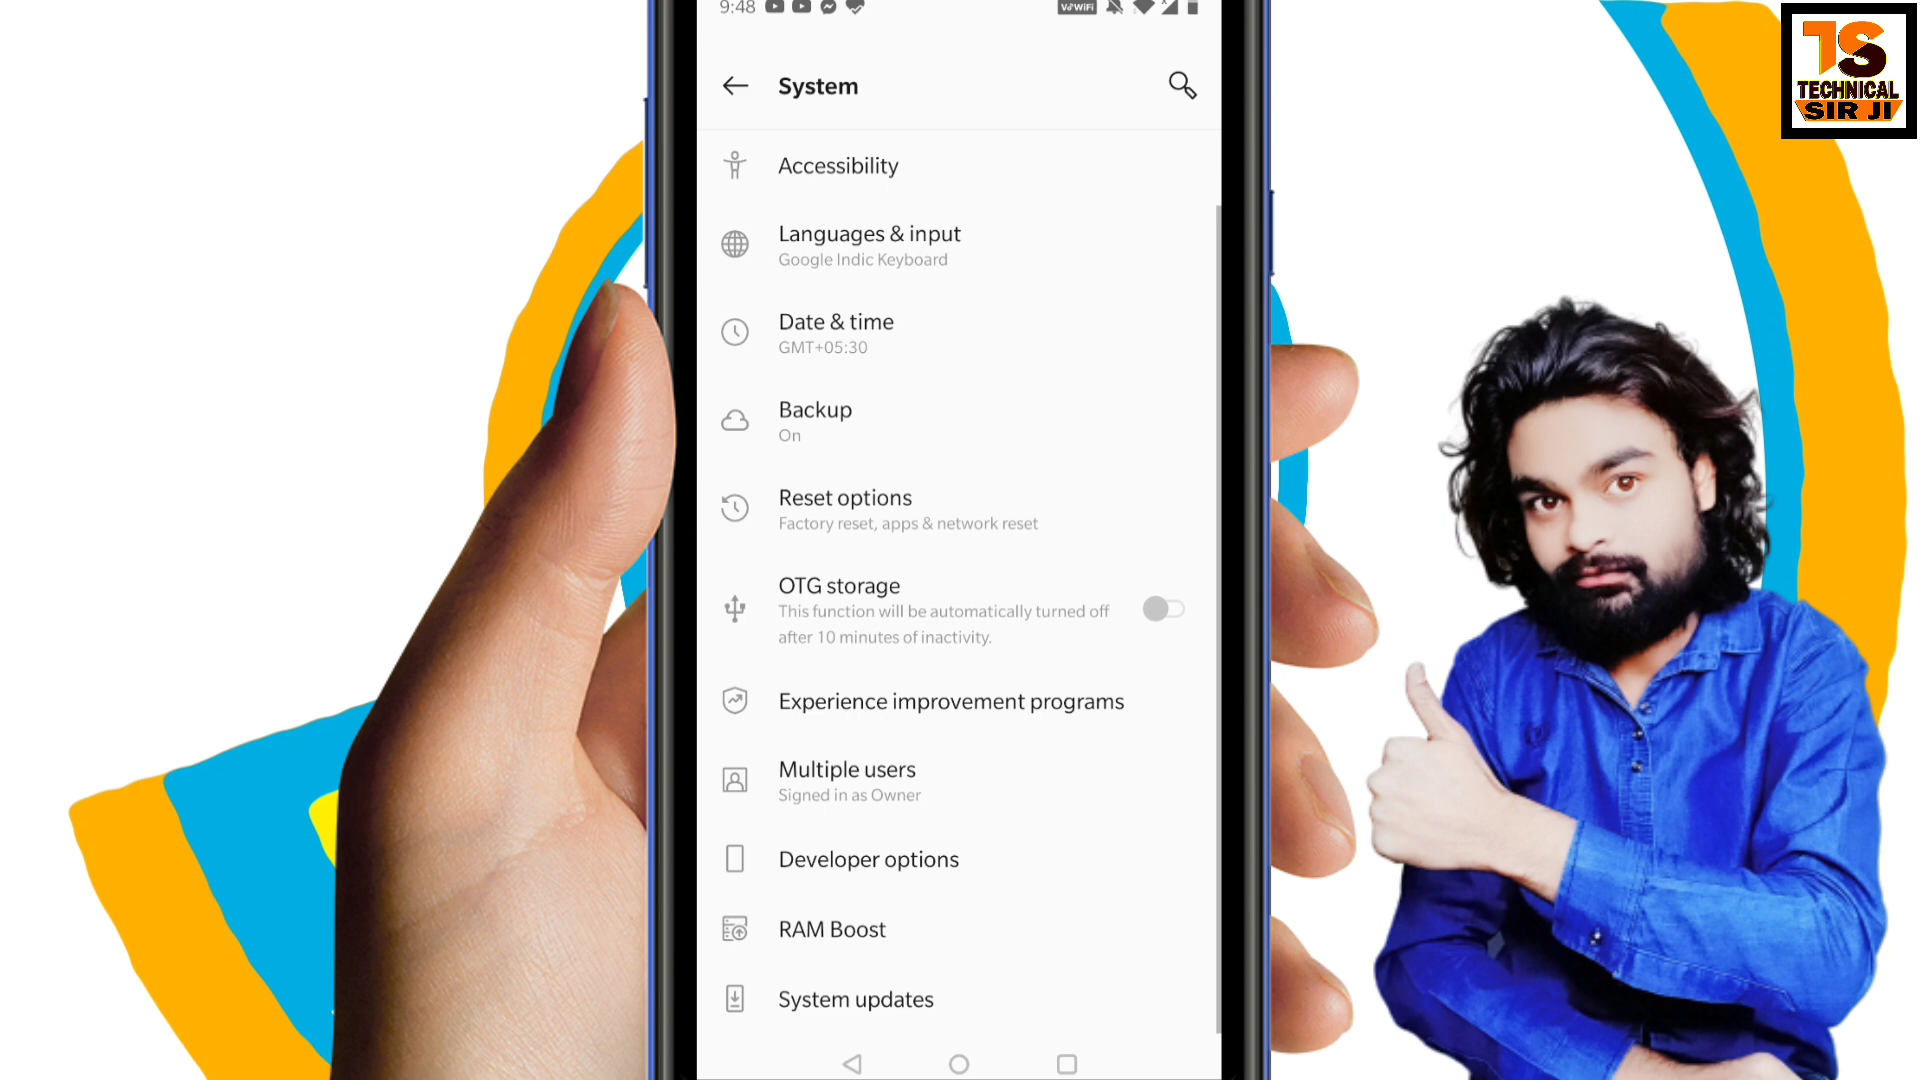 9:48
VoWiFi
System
Accessibility
Languages & input
Google Indic Keyboard
Date & time
GMT+05:30
Backup
On
Reset options
Factory reset, apps & network reset
OTG storage
This function will be automatically turned off
after 10 minutes of inactivity.
Experience improvement programs
Multiple users
Signed in as Owner
Developer options
RAM Boost
System updates
TS
TECHNICAL
SIR JI